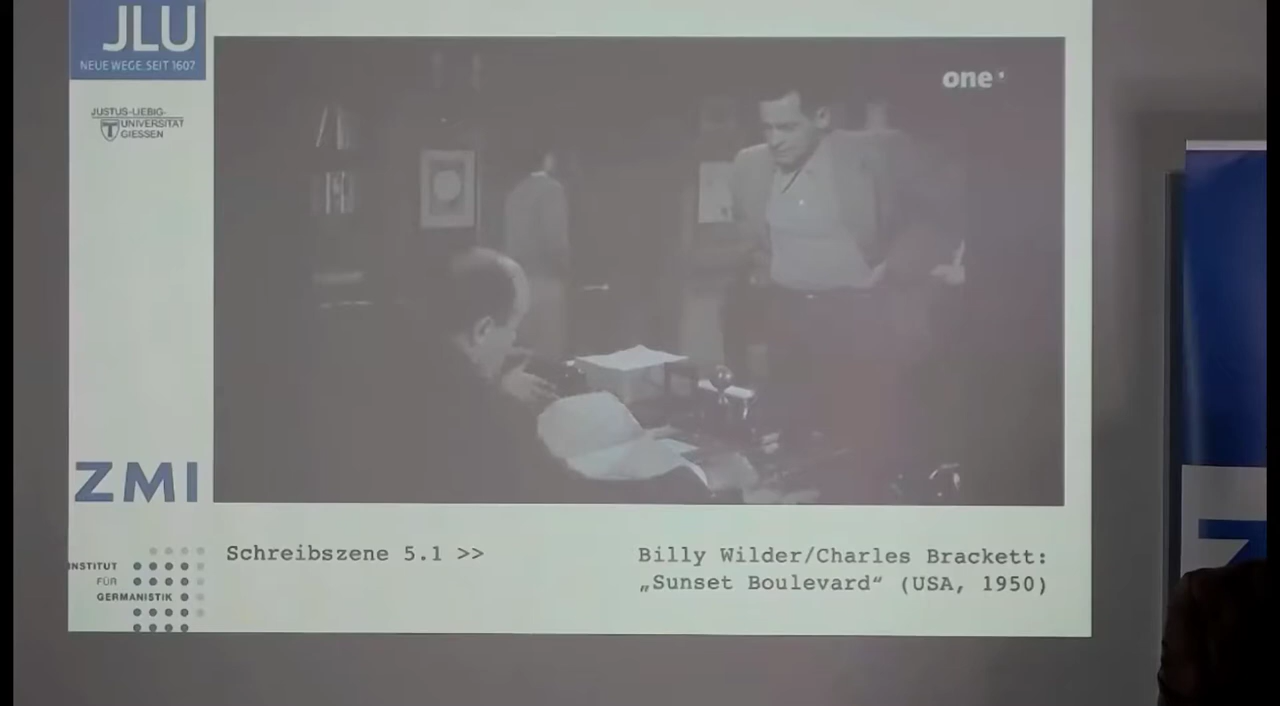 JLU
NEUE WEGE. SEIT 1607
JUSTUS-LIEBIG-
UNIVERSITÄT
GIESSEN
one
ZMI
INSTITUT
FÜR
GERMANISTIK
Schreibszene 5.1 >>
Billy Wilder/Charles Brackett:
„Sunset Boulevard“ (USA, 1950)